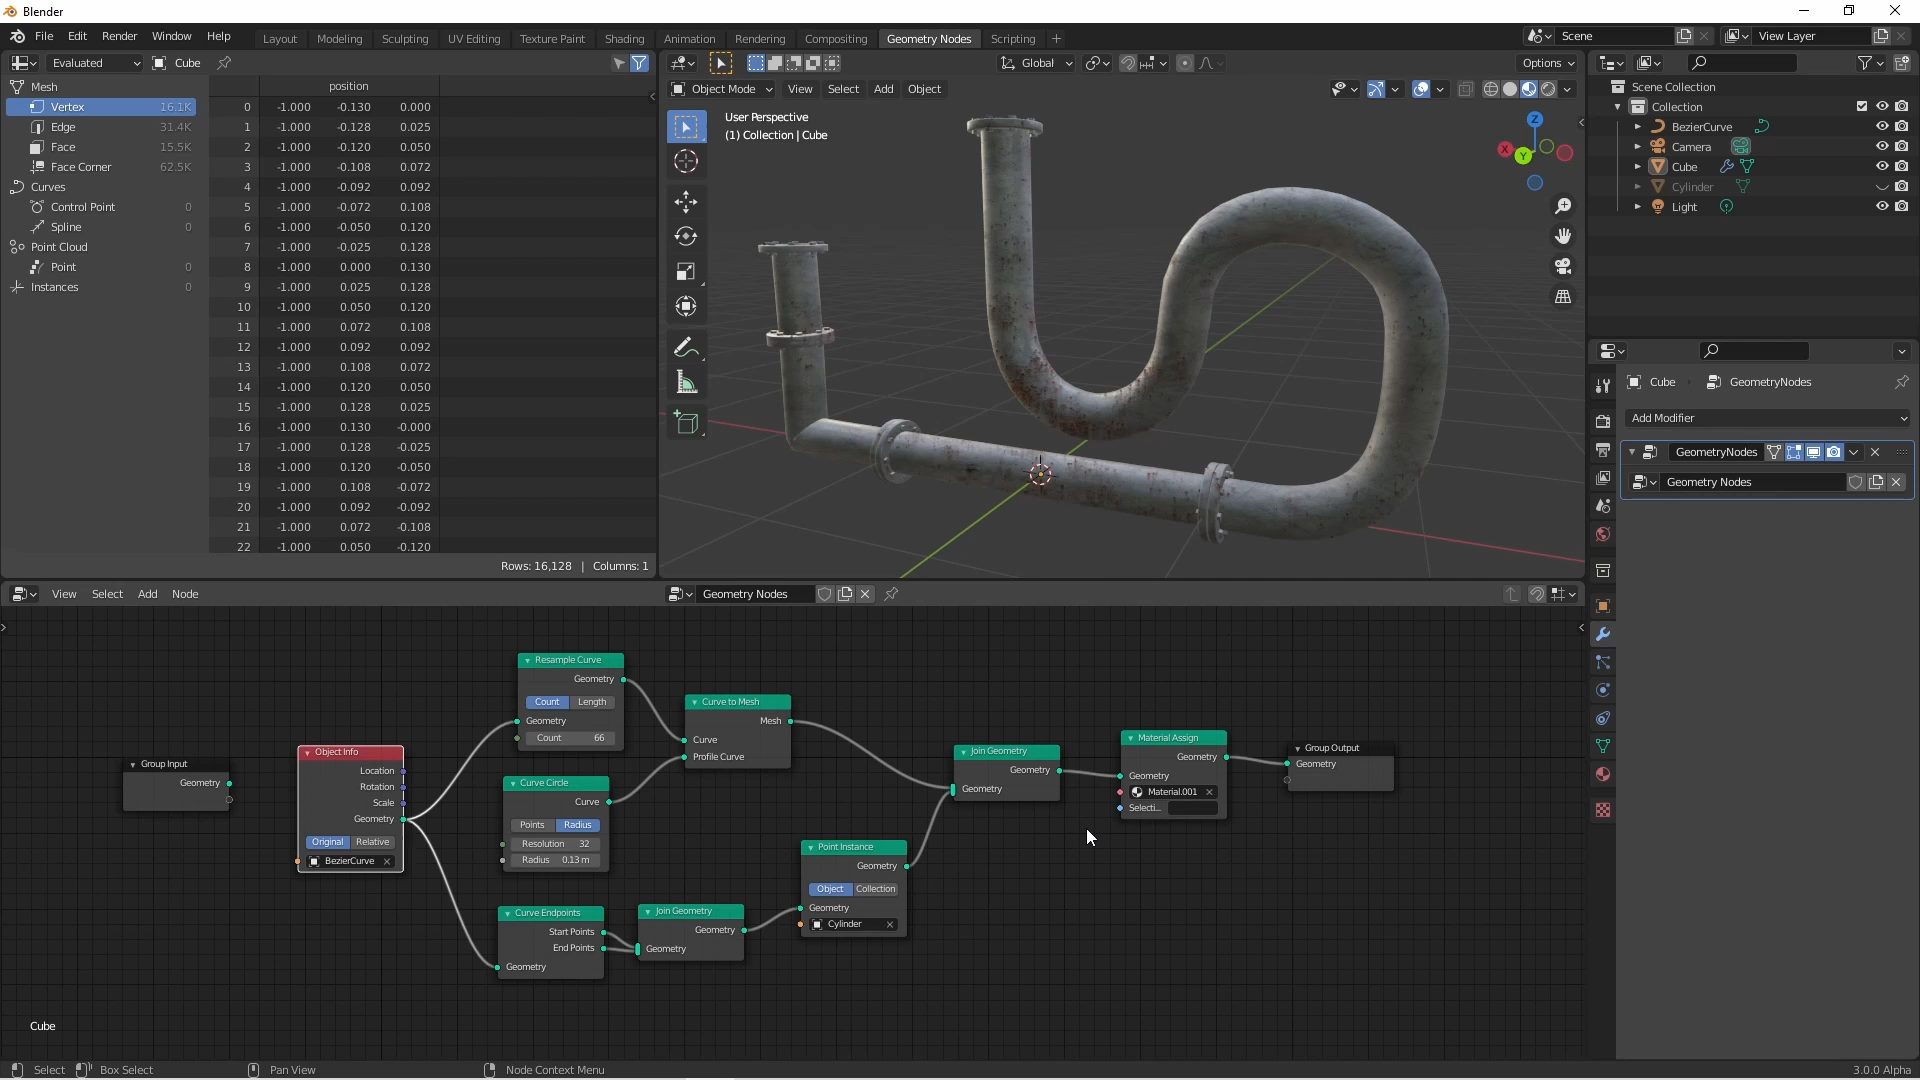 Blender
File Edit Render Window Help
Layout Modeling Sculpting UV Editing Texture Paint Shading Animation Rendering Compositing Geometry Nodes Scripting +
Scene
View Layer
Evaluated Cube
Mesh
Vertex 16.1K
Edge 31.4K
Face 15.5K
Face Corner 62.5K
Curves
Control Point 0
Spline 0
Point Cloud
Point 0
Instances 0
position
0 -1.000 -0.130 0.000
1 -1.000 -0.128 0.025
2 -1.000 -0.120 0.050
3 -1.000 -0.108 0.072
4 -1.000 -0.092 0.092
5 -1.000 -0.072 0.108
6 -1.000 -0.050 0.120
7 -1.000 -0.025 0.128
8 -1.000 0.000 0.130
9 -1.000 0.025 0.128
10 -1.000 0.050 0.120
11 -1.000 0.072 0.108
12 -1.000 0.092 0.092
13 -1.000 0.108 0.072
14 -1.000 0.120 0.050
15 -1.000 0.128 0.025
16 -1.000 0.130 -0.000
17 -1.000 0.128 -0.025
18 -1.000 0.120 -0.050
19 -1.000 0.108 -0.072
20 -1.000 0.092 -0.092
21 -1.000 0.072 -0.108
22 -1.000 0.050 -0.120
Rows: 16,128 | Columns: 1
Global
Options
Object Mode View Select Add Object
User Perspective
(1) Collection | Cube
Z
X
Y
Scene Collection
Collection
BezierCurve
Camera
Cube
Cylinder
Light
Cube GeometryNodes
Add Modifier
GeometryNodes
Geometry Nodes
View Select Add Node
Geometry Nodes
Group Input
Geometry
Object Info
Location
Rotation
Scale
Geometry
Original Relative
BezierCurve
Resample Curve
Geometry
Count Length
Geometry
Count 66
Curve Circle
Curve
Points Radius
Resolution 32
Radius 0.13 m
Curve Endpoints
Start Points
End Points
Geometry
Join Geometry
Geometry
Geometry
Curve to Mesh
Mesh
Curve
Profile Curve
Point Instance
Geometry
Object Collection
Geometry
Cylinder
Join Geometry
Geometry
Geometry
Material Assign
Geometry
Geometry
Material.001
Selecti...
Group Output
Geometry
Cube
Select Box Select Pan View Node Context Menu
3.0.0 Alpha